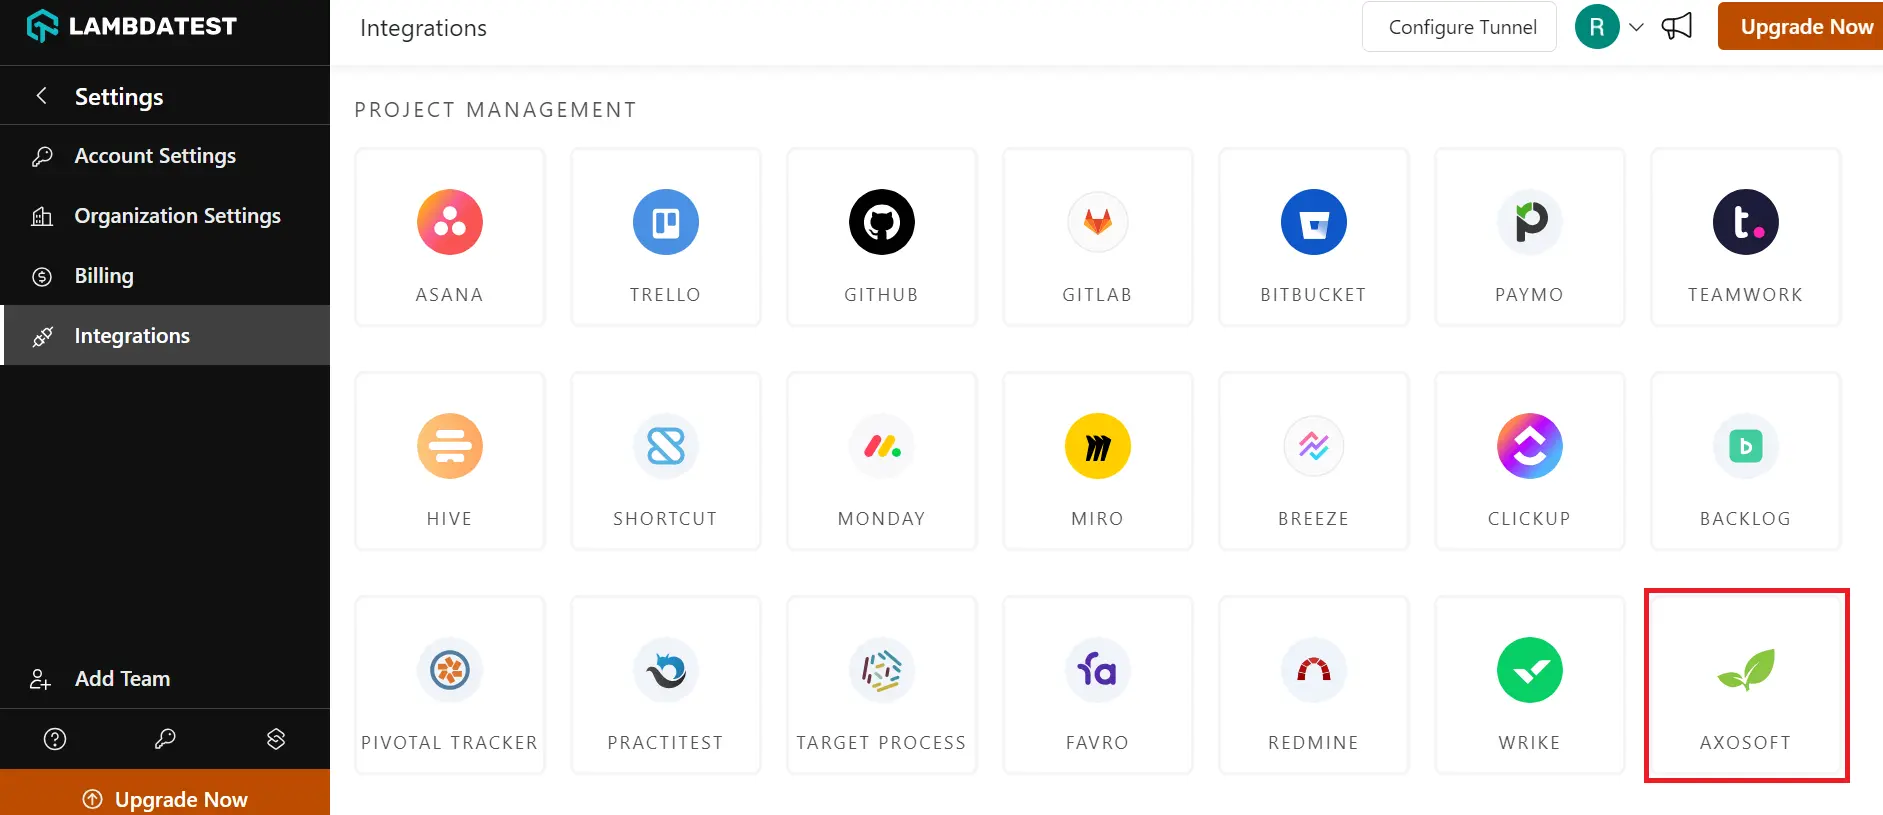 LAMBDATEST
Settings
Account Settings
Organization Settings
Billing
Integrations
Add Team
Upgrade Now
Integrations
Configure Tunnel
R
Upgrade Now
PROJECT MANAGEMENT
ASANA
TRELLO
GITHUB
GITLAB
BITBUCKET
PAYMO
TEAMWORK
HIVE
SHORTCUT
MONDAY
MIRO
BREEZE
CLICKUP
BACKLOG
PIVOTAL TRACKER
PRACTITEST
TARGET PROCESS
FAVRO
REDMINE
WRIKE
AXOSOFT